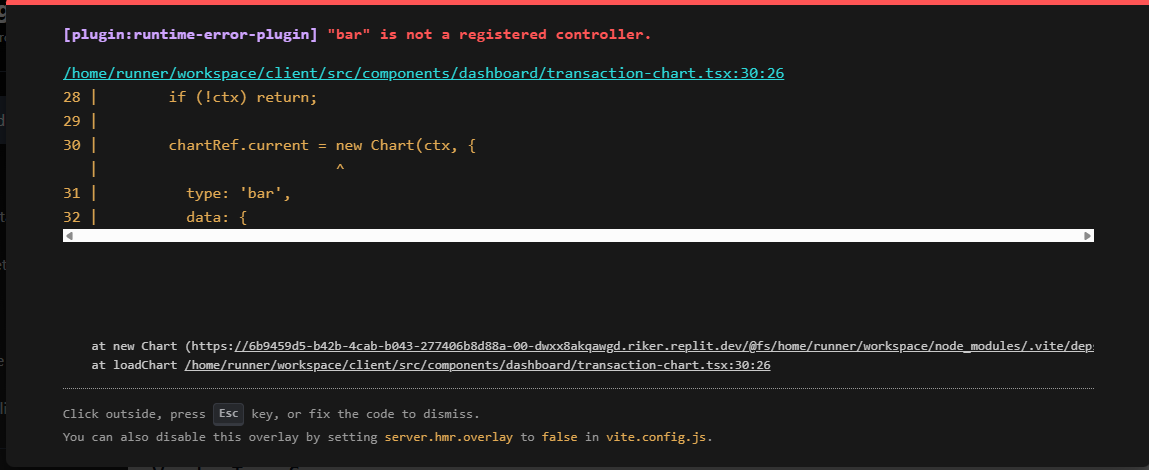 [plugin:runtime-error-plugin] "bar" is not a registered controller.
/home/runner/workspace/client/src/components/dashboard/transaction-chart.tsx:30:26
28 |        if (!ctx) return;
29 |
30 |        chartRef.current = new Chart(ctx, {
   |                           ^
31 |          type: 'bar',
32 |          data: {
at new Chart (https://6b9459d5-b42b-4cab-b043-277406b8d88a-00-dwxx8akqawgd.riker.replit.dev/@fs/home/runner/workspace/node_modules/.vite/dep
at loadChart /home/runner/workspace/client/src/components/dashboard/transaction-chart.tsx:30:26
Click outside, press Esc key, or fix the code to dismiss.
You can also disable this overlay by setting server.hmr.overlay to false in vite.config.js.